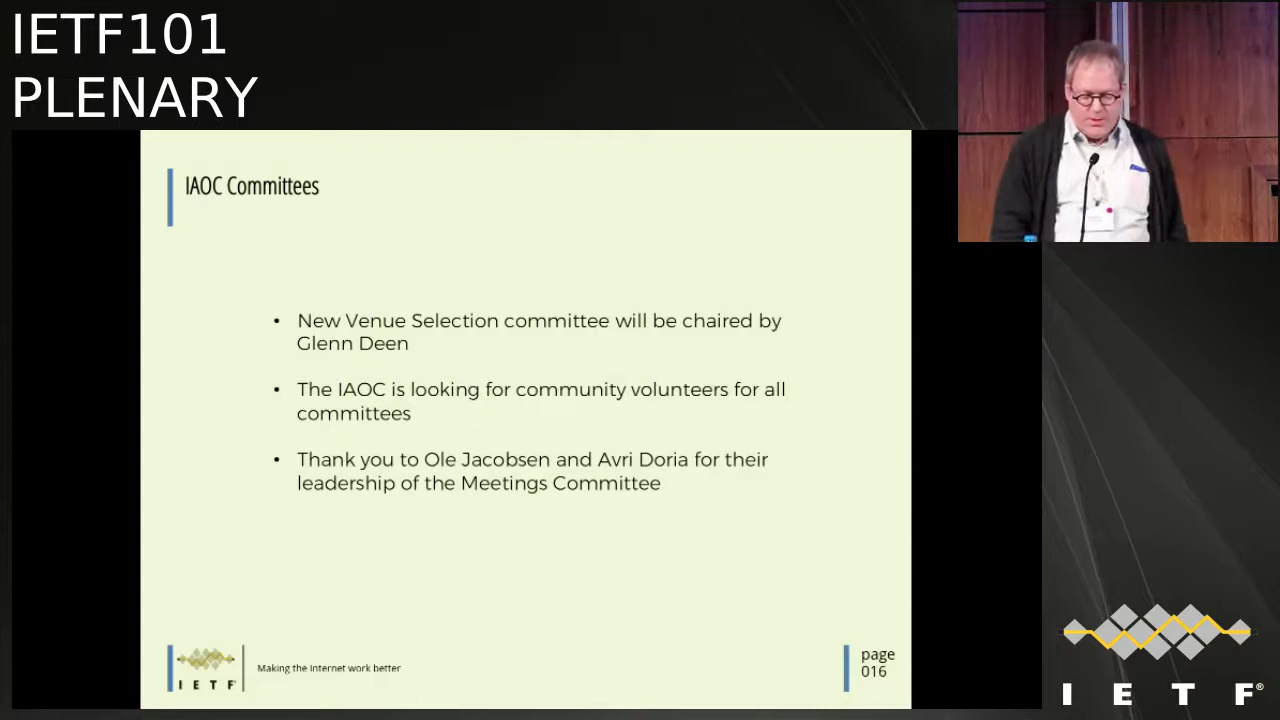 IETF101
PLENARY
IAOC Committees
• New Venue Selection committee will be chaired by
Glenn Deen
• The IAOC is looking for community volunteers for all
committees
• Thank you to Ole Jacobsen and Avri Doria for their
leadership of the Meetings Committee
I E T F
Making the Internet work better
page
016
I E T F®